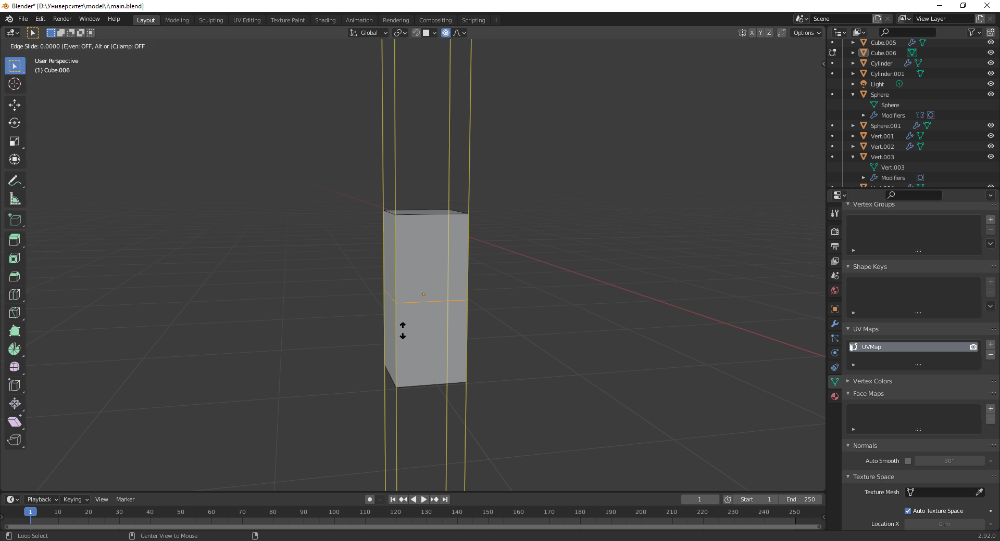 Blender* [D:\Университет\model\i\main.blend]
File Edit Render Window Help Layout Modeling Sculpting UV Editing Texture Paint Shading Animation Rendering Compositing Scripting + Scene View Layer
Global X Y Z Options
Edge Slide: 0.0000 (E)ven: OFF, Alt or (C)lamp: OFF
User Perspective
(1) Cube.006
Cube.005
Cube.006
Cylinder
Cylinder.001
Light
Sphere
Sphere
Modifiers
Sphere.001
Vert.001
Vert.002
Vert.003
Vert.003
Modifiers
Vertex Groups
Shape Keys
UV Maps
UVMap
Vertex Colors
Face Maps
Normals
Auto Smooth 30°
Texture Space
Texture Mesh
Auto Texture Space
Location X 0 m
Playback Keying View Marker 1 Start 1 End 250
1 10 20 30 40 50 60 70 80 90 100 110 120 130 140 150 160 170 180 190 200 210 220 230 240 250
Loop Select Center View to Mouse 2.92.0